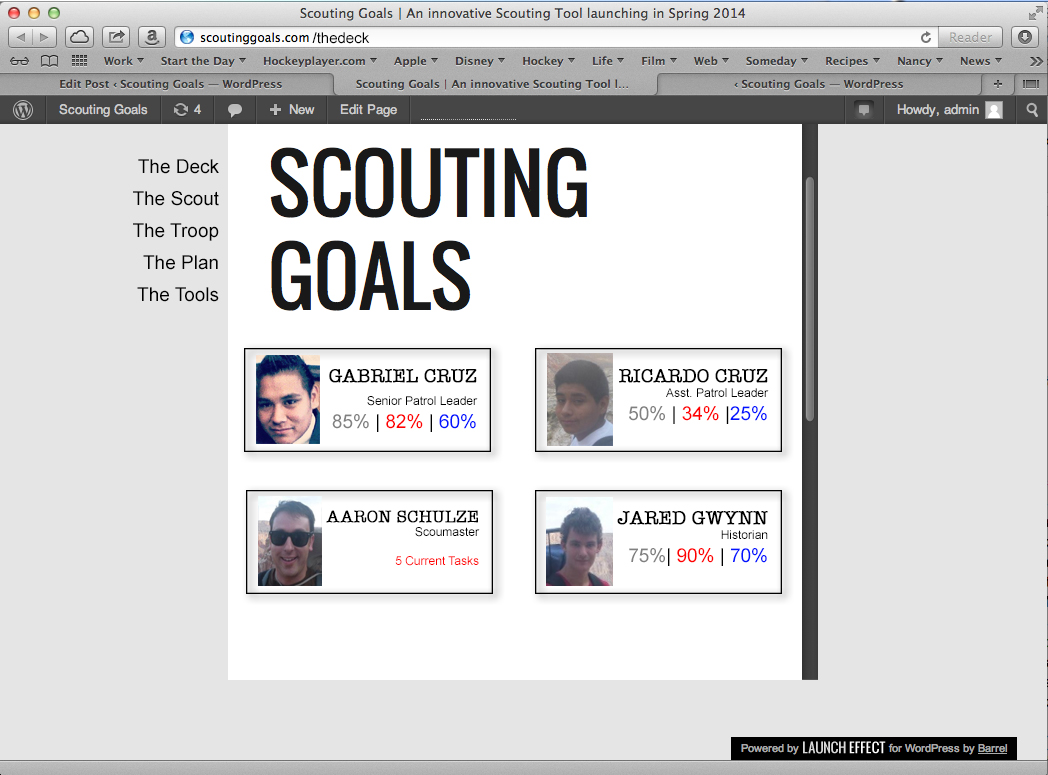 Scouting Goals | An innovative Scouting Tool launching in Spring 2014
scoutinggoals.com /thedeck
Reader
Work Start the Day Hockeyplayer.com Apple Disney Hockey Life Film Web Someday Recipes Nancy News
Edit Post ‹ Scouting Goals — WordPress
Scouting Goals | An innovative Scouting Tool l...
‹ Scouting Goals — WordPress
Scouting Goals 4 + New Edit Page Howdy, admin
The Deck
The Scout
The Troop
The Plan
The Tools
SCOUTING
GOALS
GABRIEL CRUZ
Senior Patrol Leader
85% | 82% | 60%
RICARDO CRUZ
Asst. Patrol Leader
50% | 34% |25%
AARON SCHULZE
Scoumaster
5 Current Tasks
JARED GWYNN
Historian
75%| 90% | 70%
Powered by LAUNCH EFFECT for WordPress by Barrel